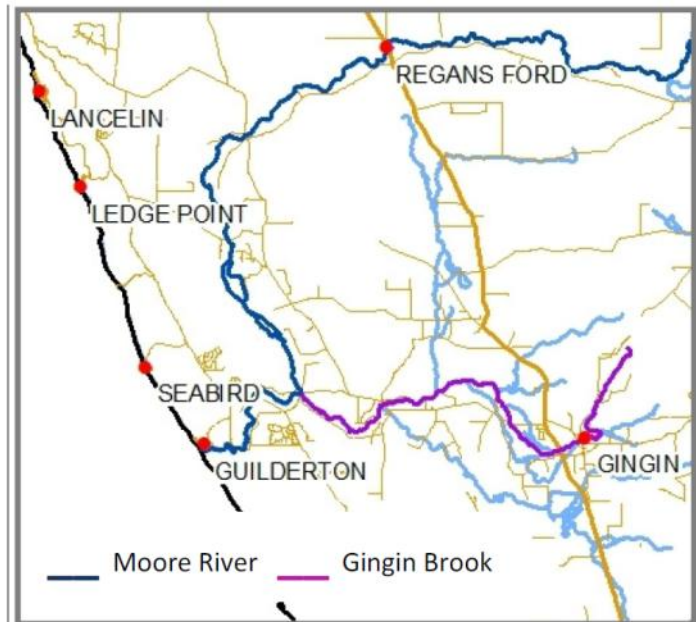 REGANS FORD
LANCELIN
LEDGE POINT
SEABIRD
GUILDERTON
GINGIN
Moore River
Gingin Brook